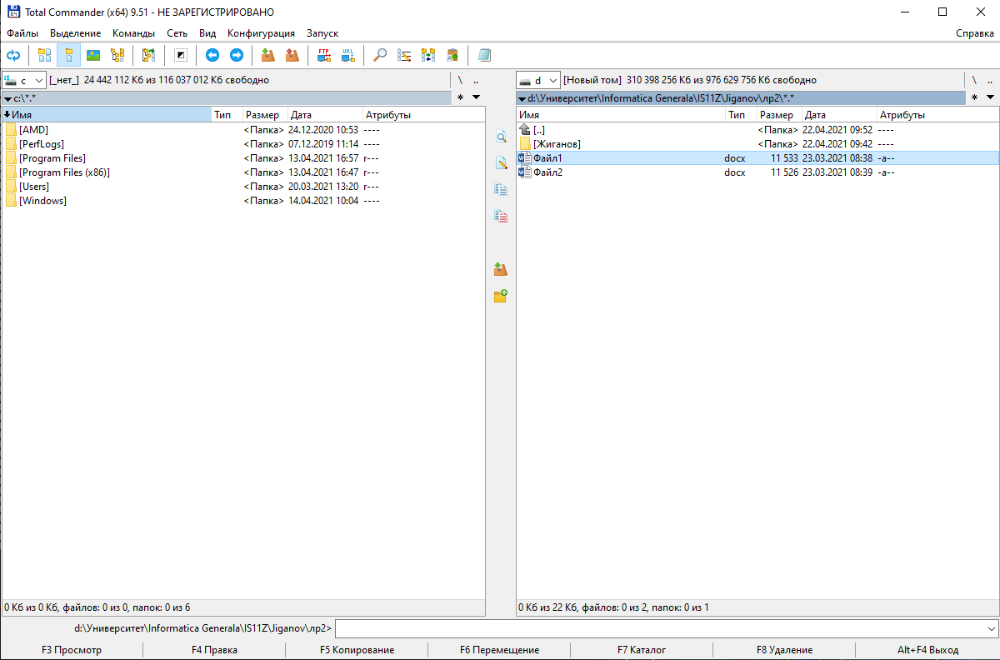 Total Commander (x64) 9.51 - НЕ ЗАРЕГИСТРИРОВАНО
Файлы Выделение Команды Сеть Вид Конфигурация Запуск Справка
FTP URL
c [_нет_] 24 442 112 Кб из 116 037 012 Кб свободно \ ..
c:\*.* * 
Имя Тип Размер Дата Атрибуты
[AMD] <Папка> 24.12.2020 10:53 ----
[PerfLogs] <Папка> 07.12.2019 11:14 ----
[Program Files] <Папка> 13.04.2021 16:57 r---
[Program Files (x86)] <Папка> 13.04.2021 16:47 r---
[Users] <Папка> 20.03.2021 13:20 r---
[Windows] <Папка> 14.04.2021 10:04 ----
0 Кб из 0 Кб, файлов: 0 из 0, папок: 0 из 6
d [Новый том] 310 398 256 Кб из 976 629 756 Кб свободно \ ..
d:\Университет\Informatica Generala\IS11Z\Jiganov\лр2\*.* *
Имя Тип Размер Дата Атрибуты
[..] <Папка> 22.04.2021 09:52 ----
[Жиганов] <Папка> 22.04.2021 09:42 ----
Файл1 docx 11 533 23.03.2021 08:38 -a--
Файл2 docx 11 526 23.03.2021 08:39 -a--
0 Кб из 22 Кб, файлов: 0 из 2, папок: 0 из 1
d:\Университет\Informatica Generala\IS11Z\Jiganov\лр2>
F3 Просмотр F4 Правка F5 Копирование F6 Перемещение F7 Каталог F8 Удаление Alt+F4 Выход